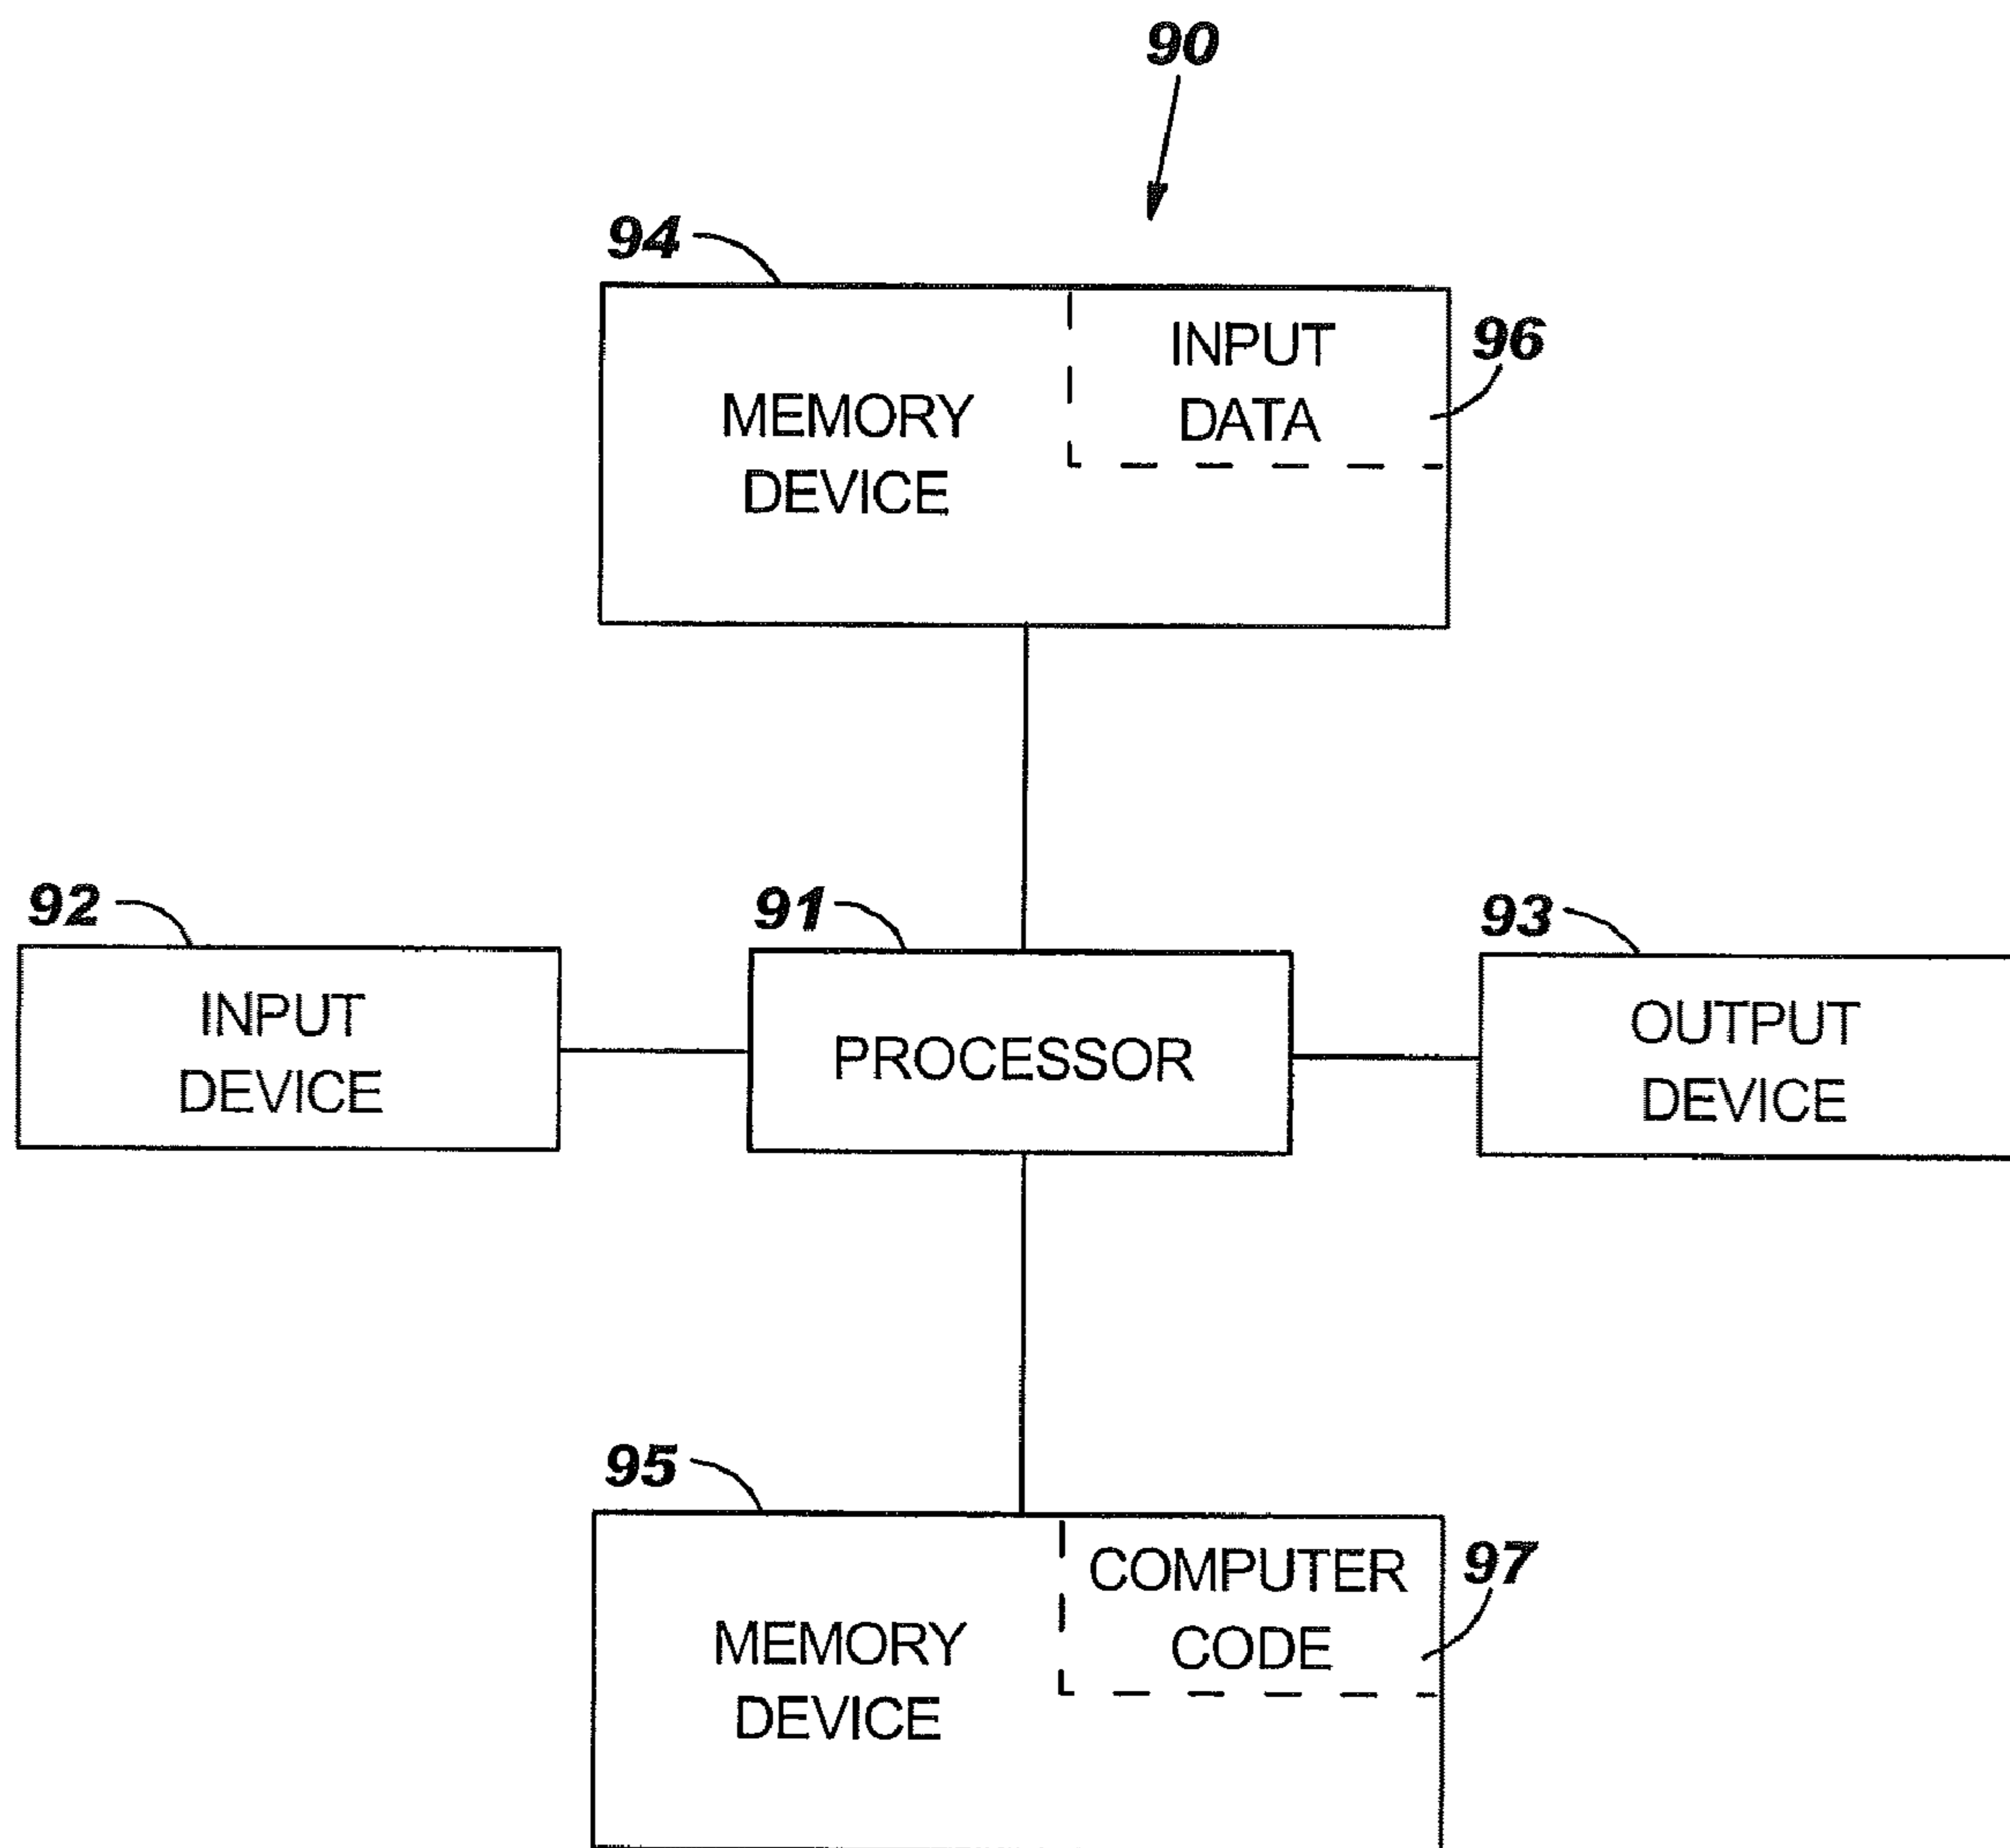 90
94
INPUT
DATA
96
MEMORY
DEVICE
92
91
93
INPUT
DEVICE
PROCESSOR
OUTPUT
DEVICE
95
COMPUTER
CODE
97
MEMORY
DEVICE